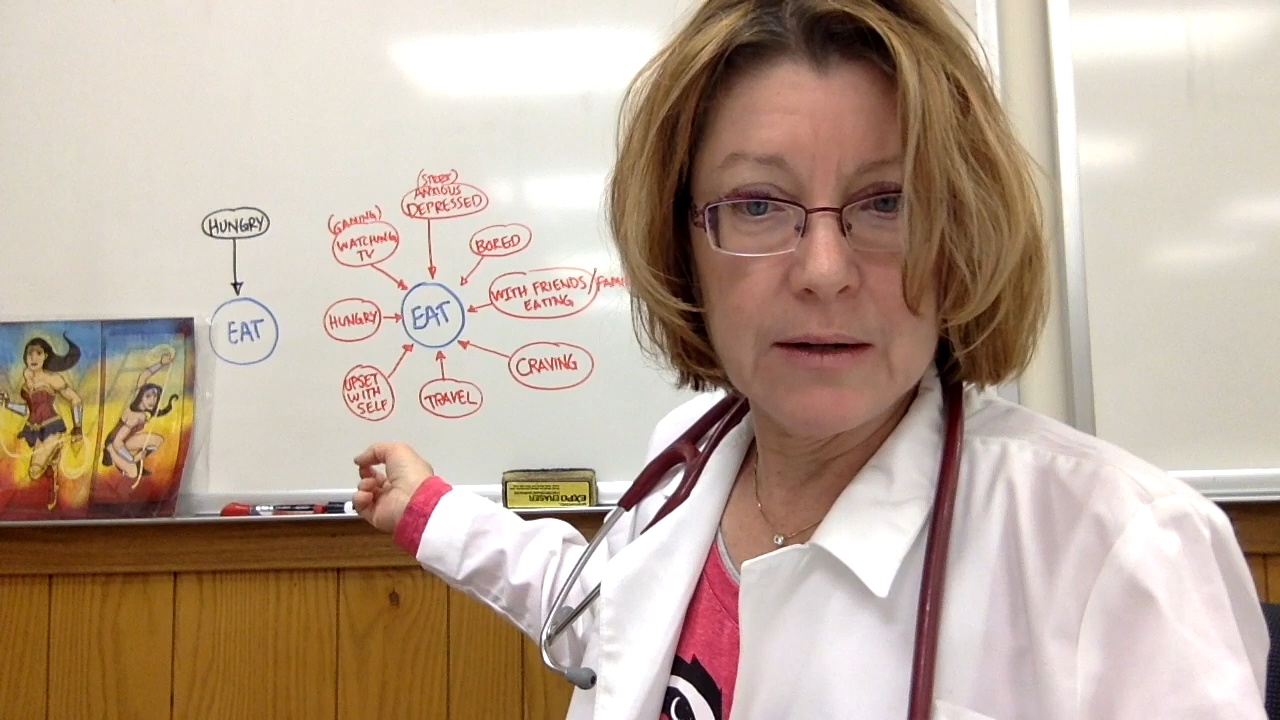 HUNGRY
EAT
(STRESS)
ANXIOUS
DEPRESSED
(GAMING)
WATCHING
TV
BORED
WITH FRIENDS/
EATING
HUNGRY
EAT
CRAVING
UPSET
WITH
SELF
TRAVEL
EXPO ERASER